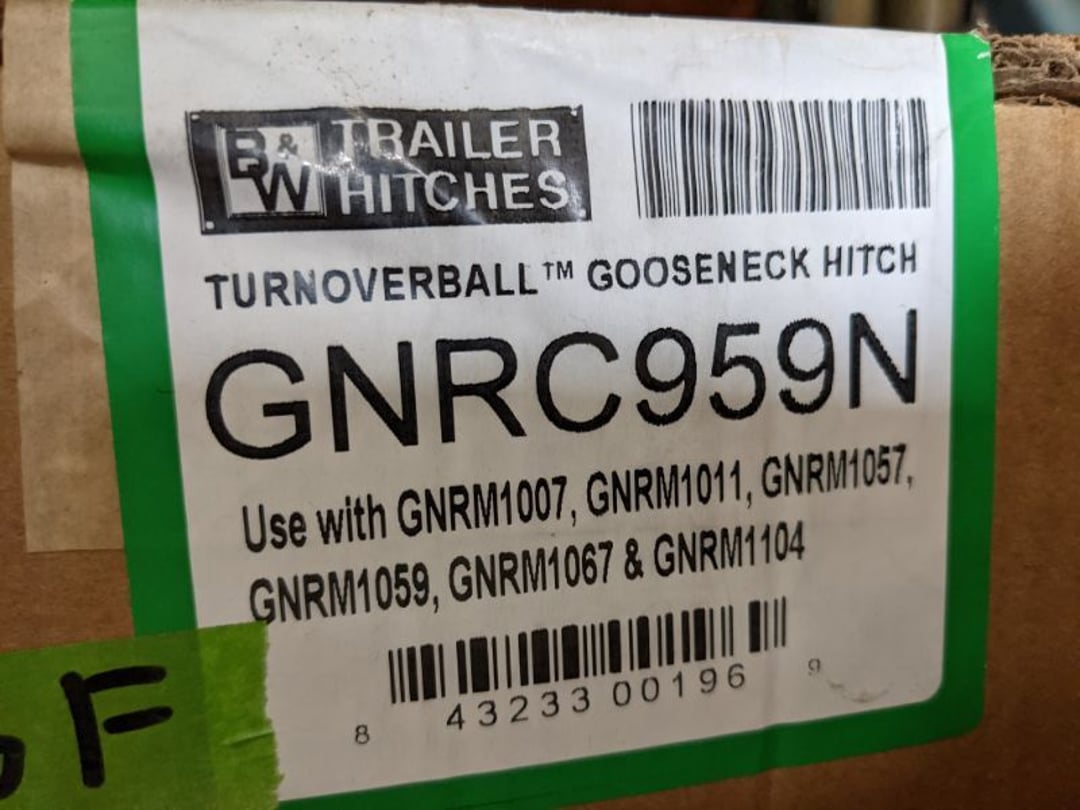 B&W TRAILER
HITCHES
TURNOVERBALL™ GOOSENECK HITCH
GNRC959N
Use with GNRM1007, GNRM1011, GNRM1057,
GNRM1059, GNRM1067 & GNRM1104
8 43233 00196 9
F